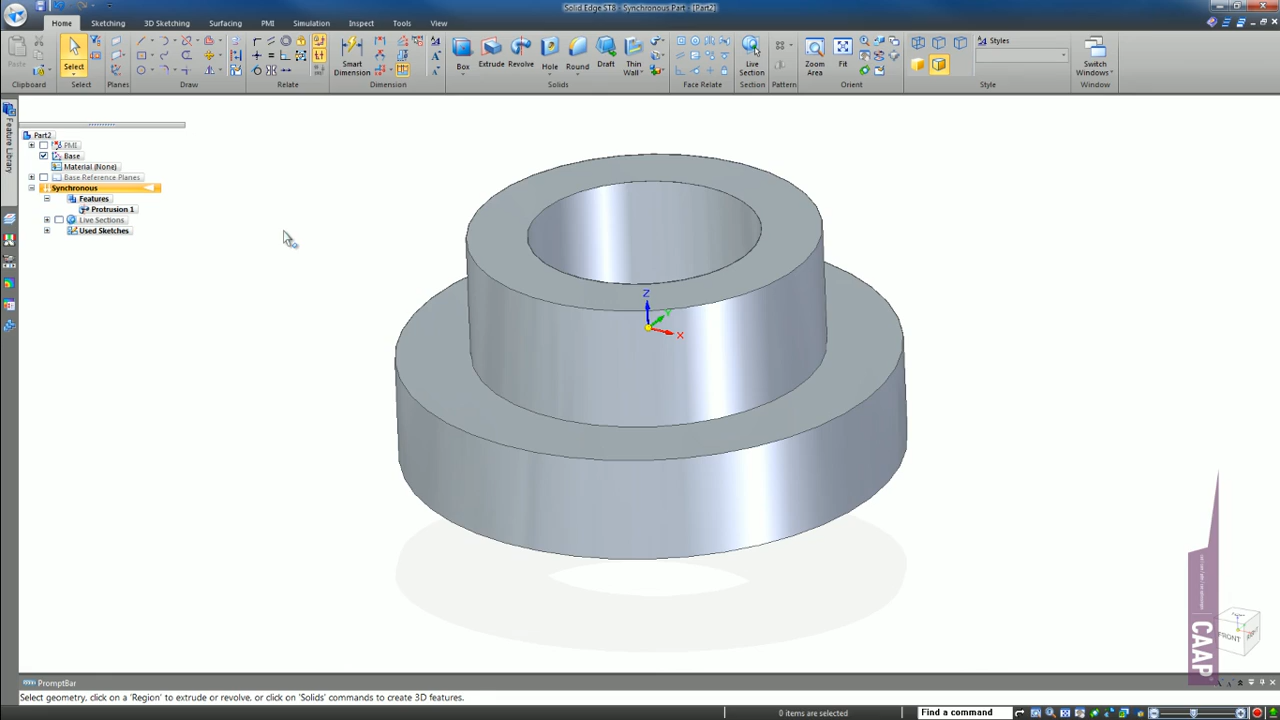 Solid Edge ST8 - Synchronous Part - [Part2]
Home Sketching 3D Sketching Surfacing PMI Simulation Inspect Tools View
Paste Select Smart Dimension Box Extrude Revolve Hole Round Draft Thin Wall Live Section Zoom Area Fit Styles Switch Windows
Clipboard Select Planes Draw Relate Dimension Solids Face Relate Section Pattern Orient Style Window
Feature Library
Part2
PMI
Base
Material (None)
Base Reference Planes
Synchronous
Features
Protrusion 1
Live Sections
Used Sketches
Z
Y
X
CAAP
FRONT
PromptBar
Select geometry, click on a 'Region' to extrude or revolve, or click on 'Solids' commands to create 3D features.
0 items are selected
Find a command